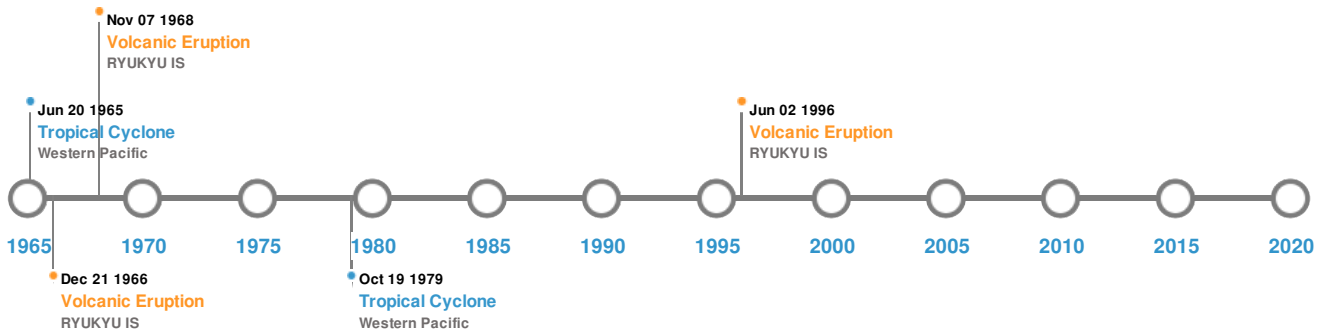 Nov 07 1968
Volcanic Eruption
RYUKYU IS
Jun 20 1965
Tropical Cyclone
Western Pacific
Jun 02 1996
Volcanic Eruption
RYUKYU IS
1965 1970 1975 1980 1985 1990 1995 2000 2005 2010 2015 2020
Dec 21 1966
Volcanic Eruption
RYUKYU IS
Oct 19 1979
Tropical Cyclone
Western Pacific